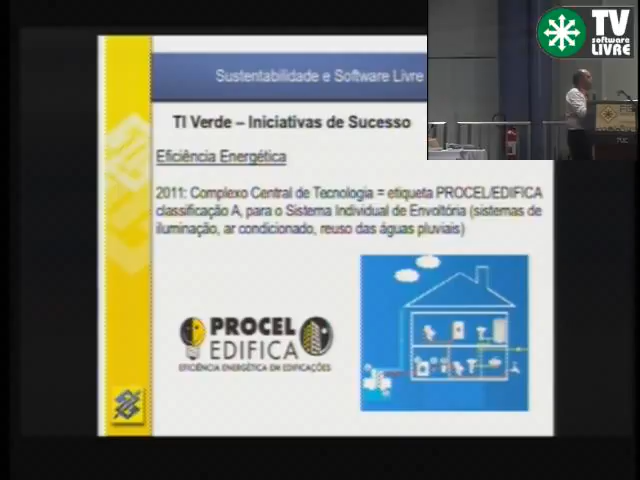 Sustentabilidade e Software Livre
TV
software
LIVRE
TI Verde – Iniciativas de Sucesso
Eficiência Energética
2011: Complexo Central de Tecnologia = etiqueta PROCEL/EDIFICA
classificação A, para o Sistema Individual de Envoltória (sistemas de
iluminação, ar condicionado, reuso das águas pluviais)
PROCEL
EDIFICA
EFICIÊNCIA ENERGÉTICA EM EDIFICAÇÕES